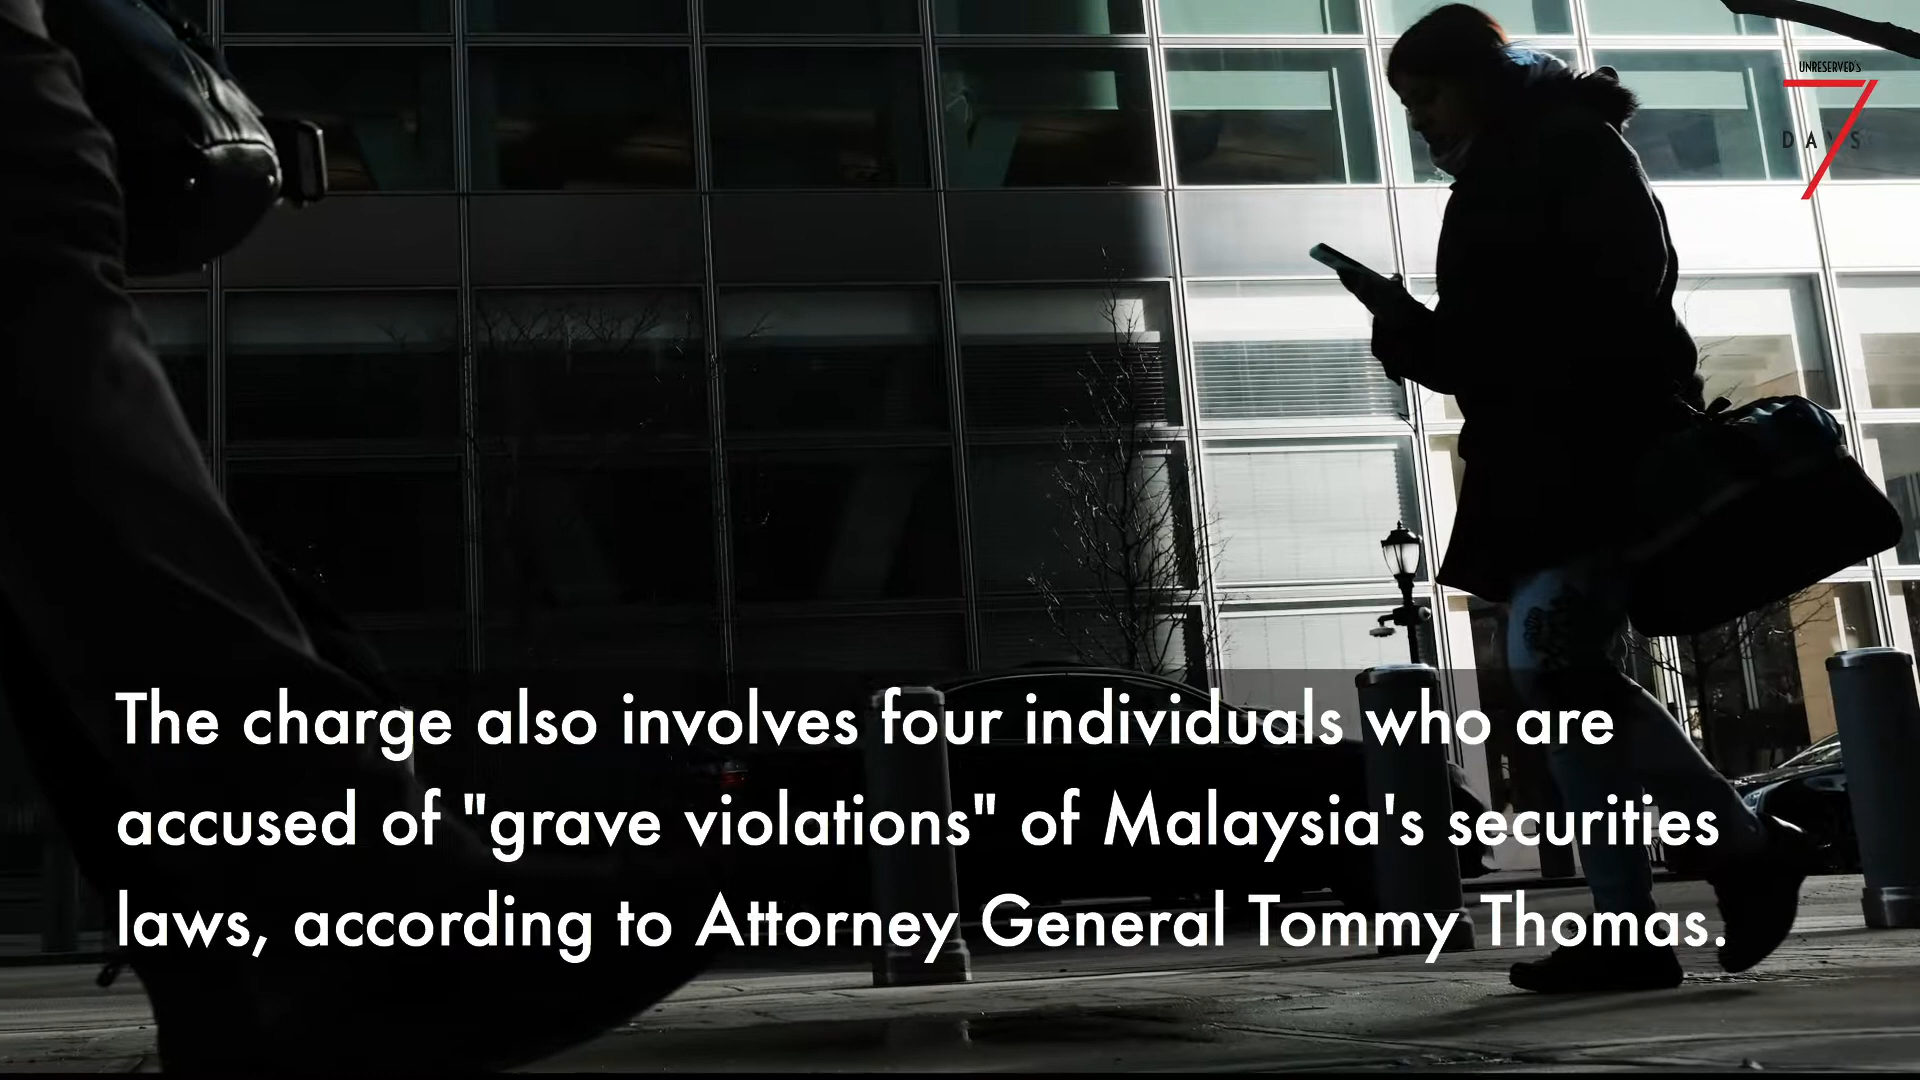 UNRESERVED'S
7
DAYS
The charge also involves four individuals who are
accused of "grave violations" of Malaysia's securities
laws, according to Attorney General Tommy Thomas.